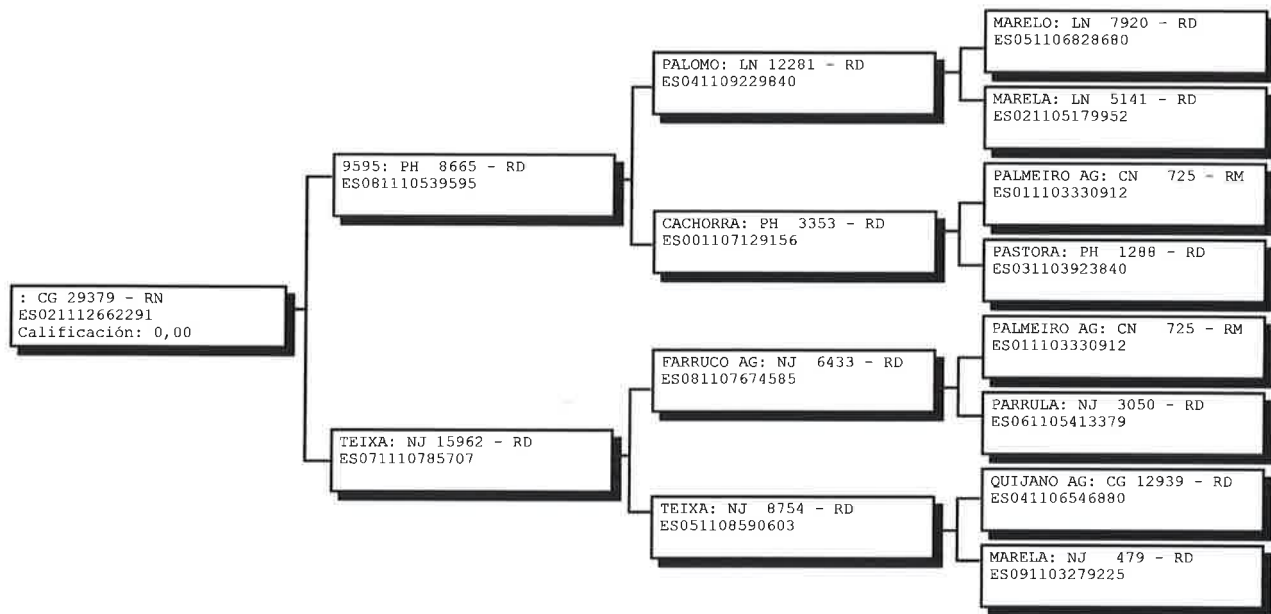 MARELO: LN 7920 - RD
ES051106828680
PALOMO: LN 12281 - RD
ES041109229840
MARELA: LN 5141 - RD
ES021105179952
9595: PH 8665 - RD
ES081110539595
PALMEIRO AG: CN 725 - RM
ES011103330912
CACHORRA: PH 3353 - RD
ES001107129156
PASTORA: PH 1288 - RD
ES031103923840
: CG 29379 - RN
ES021112662291
Calificación: 0,00
PALMEIRO AG: CN 725 - RM
ES011103330912
FARRUCO AG: NJ 6433 - RD
ES081107674585
PARRULA: NJ 3050 - RD
ES061105413379
TEIXA: NJ 15962 - RD
ES071110785707
QUIJANO AG: CG 12939 - RD
ES041106546880
TEIXA: NJ 8754 - RD
ES051108590603
MARELA: NJ 479 - RD
ES091103279225